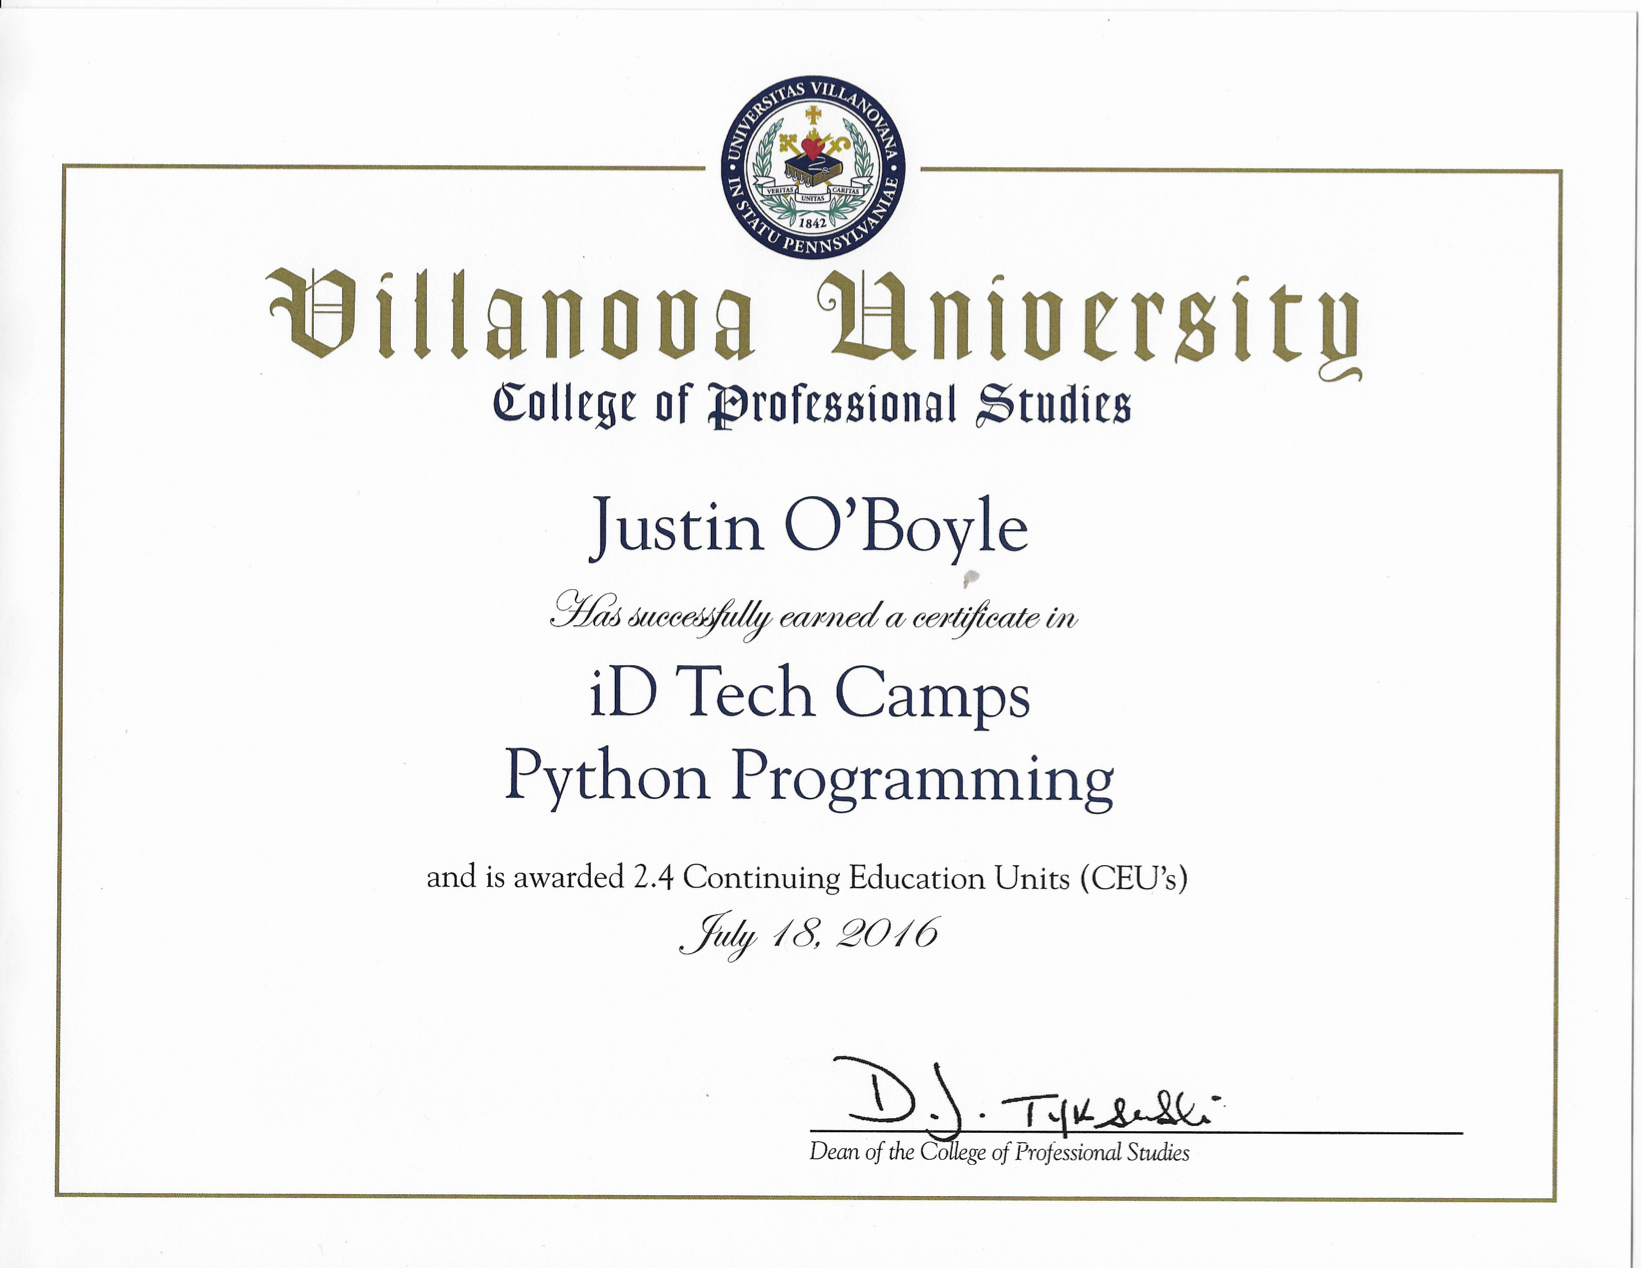 UNIVERSITAS VILLANOVANA
IN STATU PENNSYLVANIAE
VERITAS UNITAS CARITAS
1842
Villanova University
College of Professional Studies
Justin O'Boyle
Has successfully earned a certificate in
iD Tech Camps
Python Programming
and is awarded 2.4 Continuing Education Units (CEU's)
July 18, 2016
D.J. Tyksenski
Dean of the College of Professional Studies